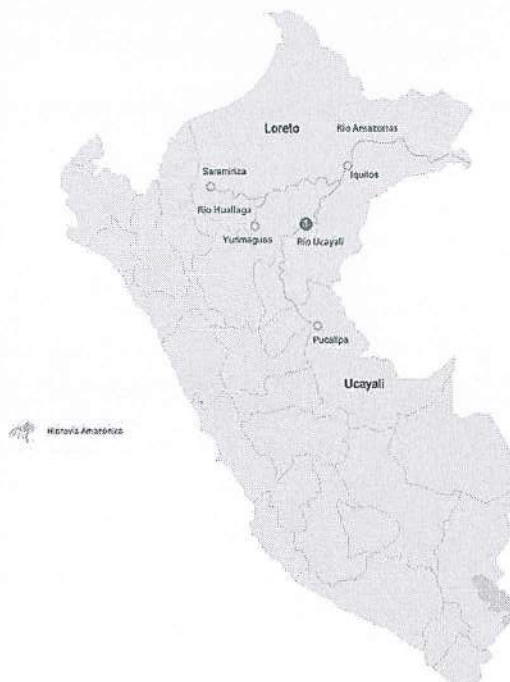 Loreto
Río Amazonas
Saramiriza
Iquitos
Río Huallaga
Yurimaguas
Río Ucayali
Pucallpa
Ucayali
Hidrovía Amazónica